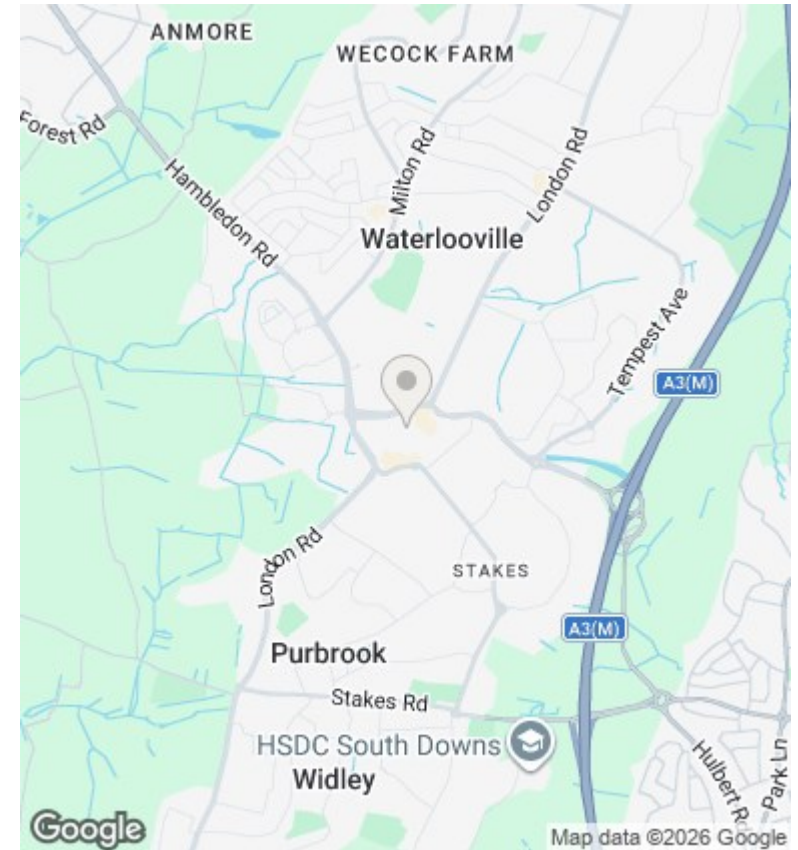 ANMORE
WECOCK FARM
Forest Rd
Milton Rd
London Rd
Hambledon Rd
Waterlooville
Tempest Ave
A3(M)
London Rd
STAKES
A3(M)
Purbrook
Stakes Rd
HSDC South Downs
Widley
Hulbert Rd
Park Ln
Google
Map data ©2026 Google